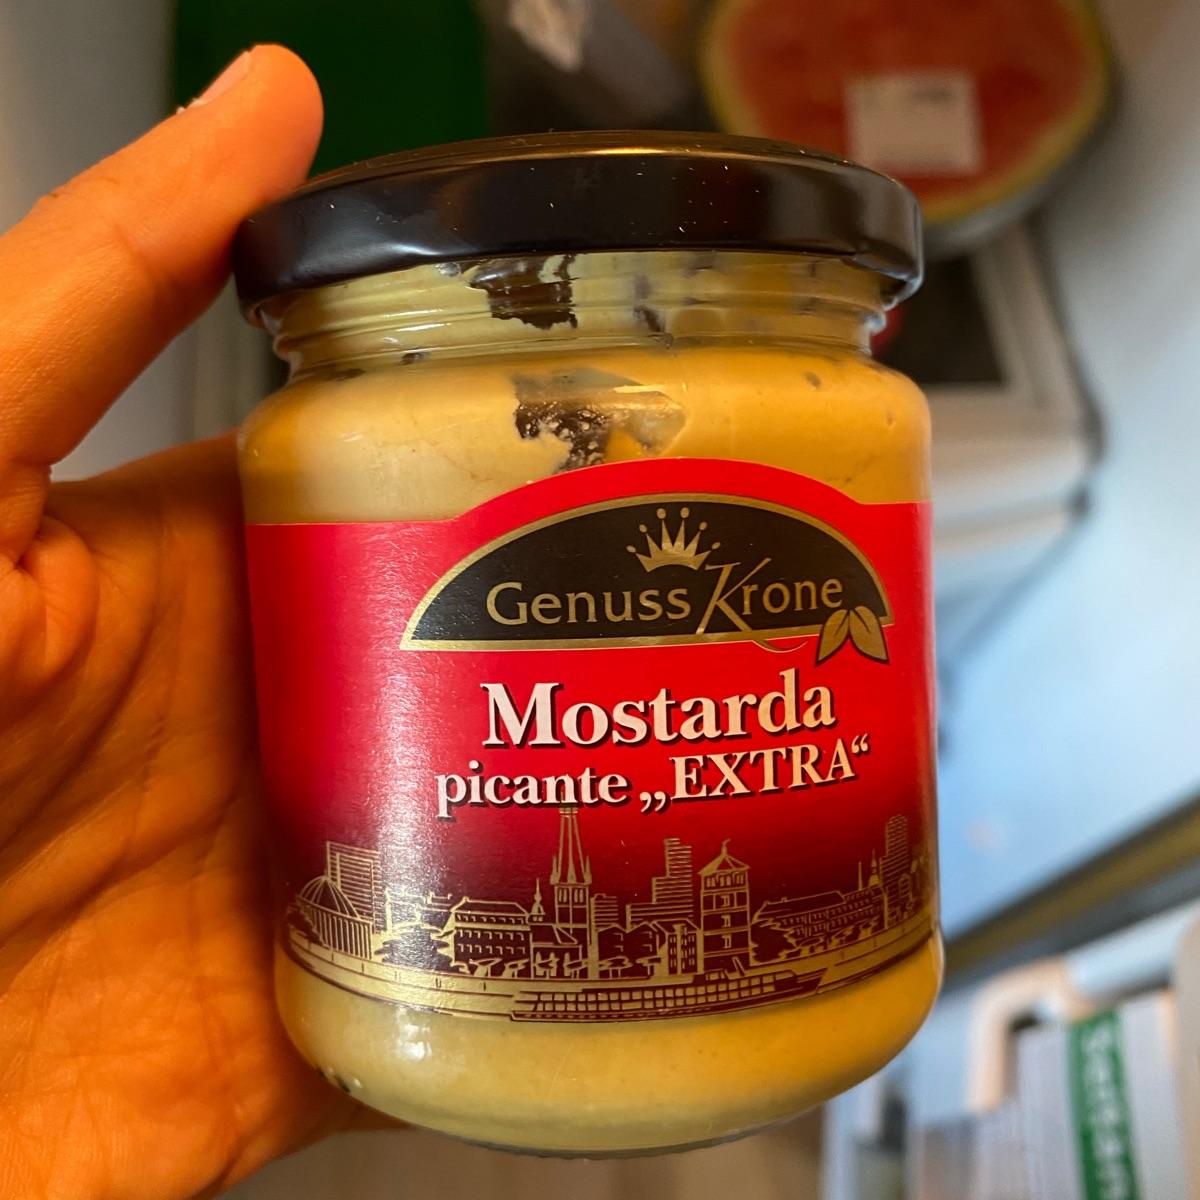 Genuss Krone
Mostarda
picante „EXTRA“